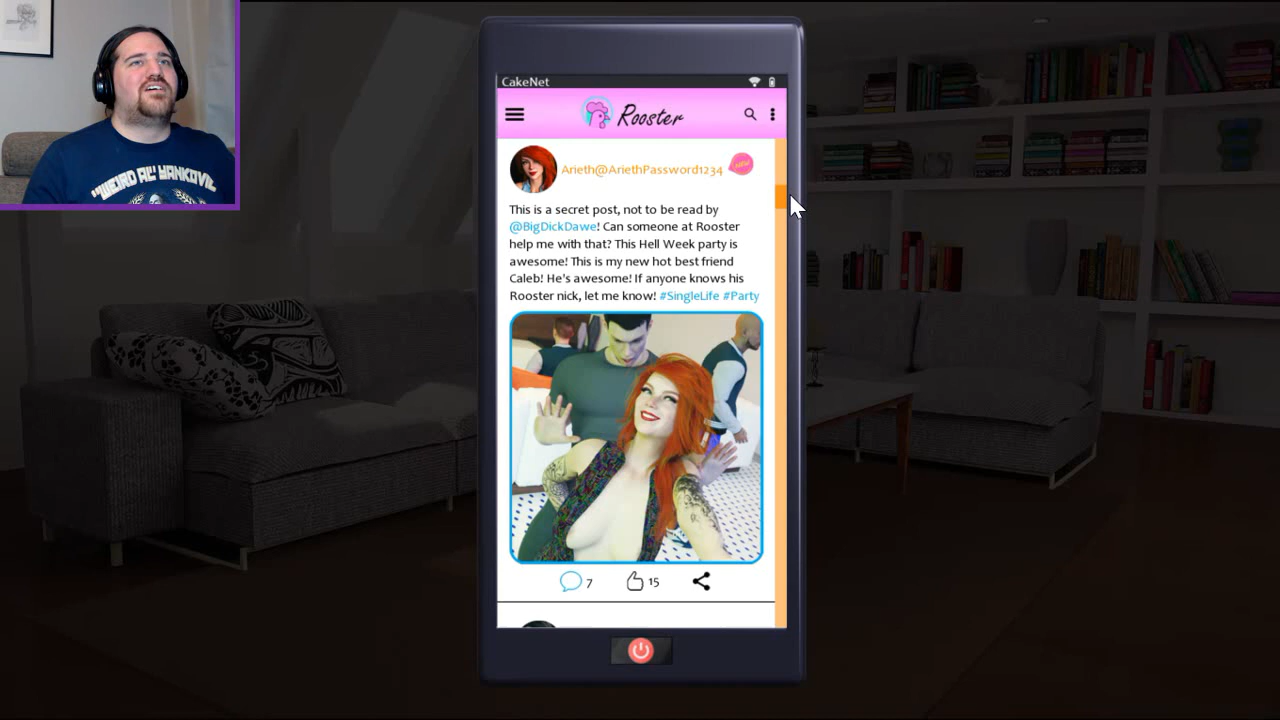 CakeNet
Rooster
Arieth@AriethPassword1234
NEW
This is a secret post, not to be read by
@BigDickDawe! Can someone at Rooster
help me with that? This Hell Week party is
awesome! This is my new hot best friend
Caleb! He's awesome! If anyone knows his
Rooster nick, let me know! #SingleLife #Party
7
15
"WEIRD AL" YANKOVIC